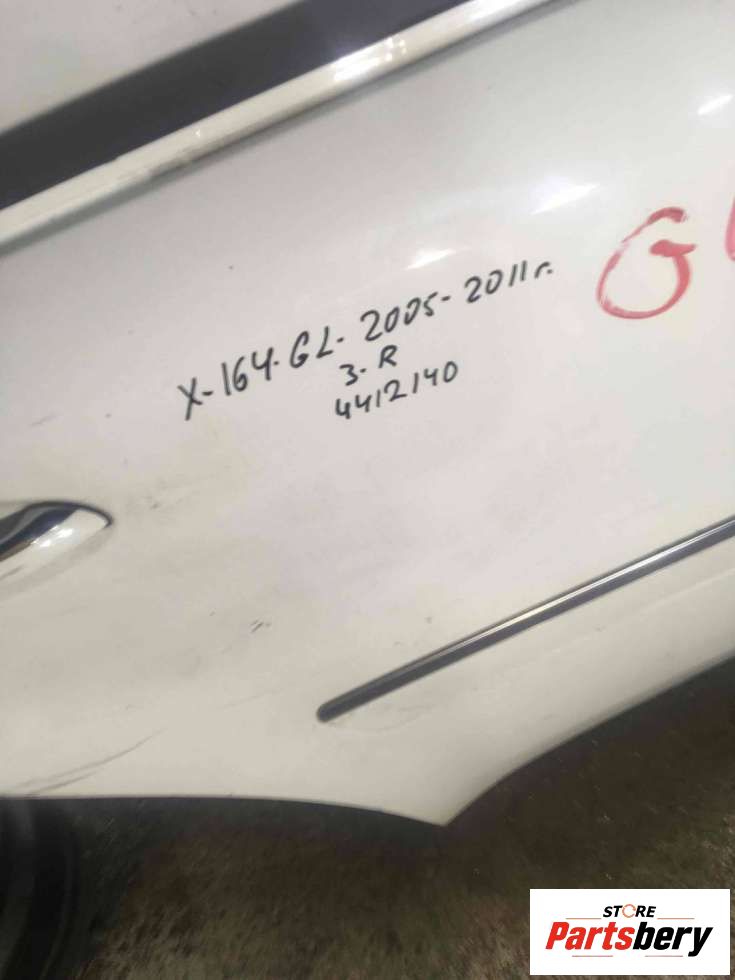 X-164-GL-2005-2011г.
3-R
4412140
G
STORE
Partsbery